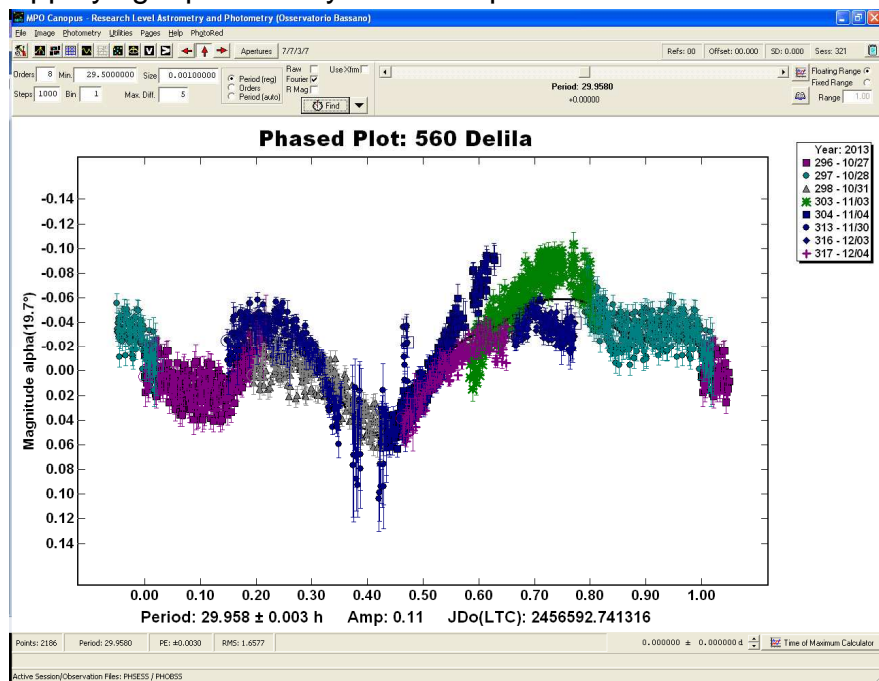 MPO Canopus - Research Level Astrometry and Photometry (Osservatorio Bassano)
File Image Photometry Utilities Pages Help PhotoRed
Apertures 7/7/3/7 Refs: 00 Offset: 00.000 SD: 0.000 Sess: 321
Orders 8 Min. 29.5000000 Size 0.00100000
Steps 1000 Bin 1 Max. Diff. 5
Period (reg)
Orders
Period (auto)
Raw Use Xfrm
Fourier
R Mag
Find
Period: 29.9580
+0.00000
Floating Range
Fixed Range
Range 1.00
Phased Plot: 560 Delila
Year: 2013
296 - 10/27
297 - 10/28
298 - 10/31
303 - 11/03
304 - 11/04
313 - 11/30
316 - 12/03
317 - 12/04
Magnitude alpha(19.7°)
-0.14
-0.12
-0.10
-0.08
-0.06
-0.04
-0.02
0.00
0.02
0.04
0.06
0.08
0.10
0.12
0.14
0.00 0.10 0.20 0.30 0.40 0.50 0.60 0.70 0.80 0.90 1.00
Period: 29.958 ± 0.003 h Amp: 0.11 JDo(LTC): 2456592.741316
Points: 2186 Period: 29.9580 PE: ±0.0030 RMS: 1.6577 0.000000 ± 0.000000 d Time of Maximum Calculator
Active Session/Observation Files: PHSESS / PHOBSS